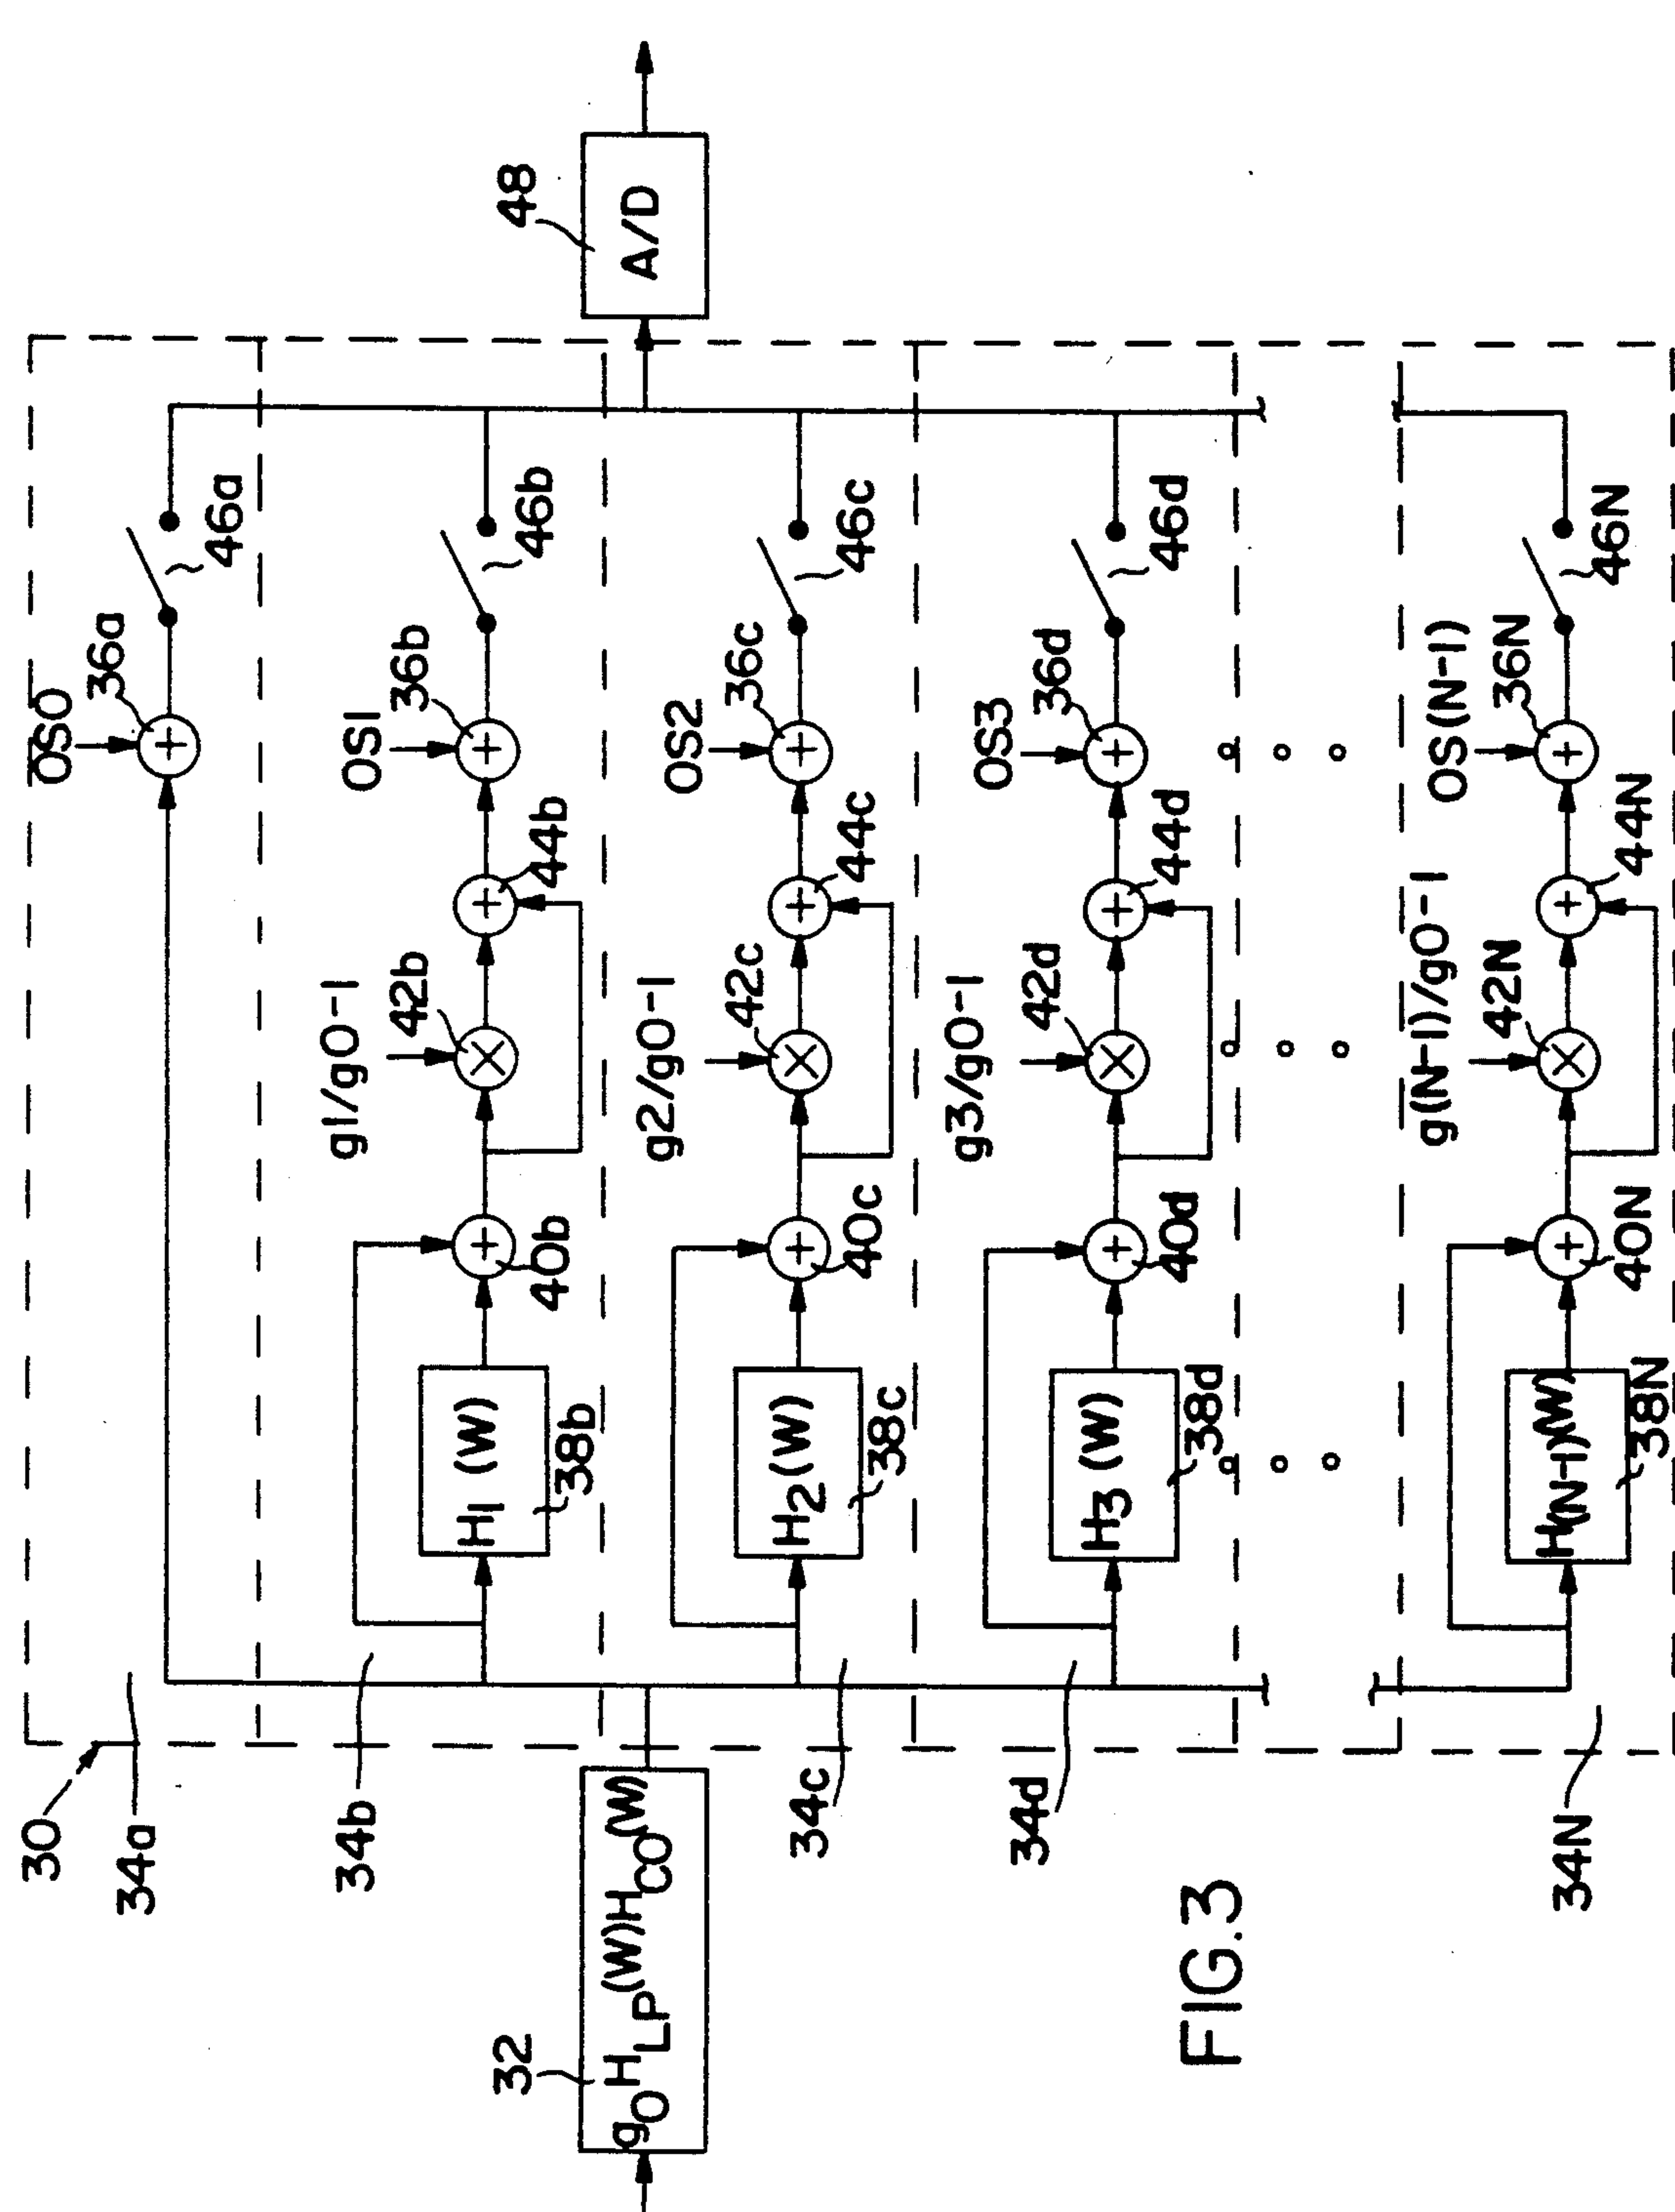 30
34a
OS0
36a
46a
34b
H1 (W)
38b
40b
g1/g0-1
42b
44b
OS1
36b
46b
32
g0HLP(W)HC0(W)
48
A/D
34c
H2(W)
38c
40c
g2/g0-1
42c
44c
OS2
36c
46c
34d
H3 (W)
38d
40d
g3/g0-1
42d
44d
OS3
36d
46d
34N
H(N-1)(W)
38N
40N
g(N-1)/g0-1
42N
44N
OS(N-1)
36N
46N
FIG.3